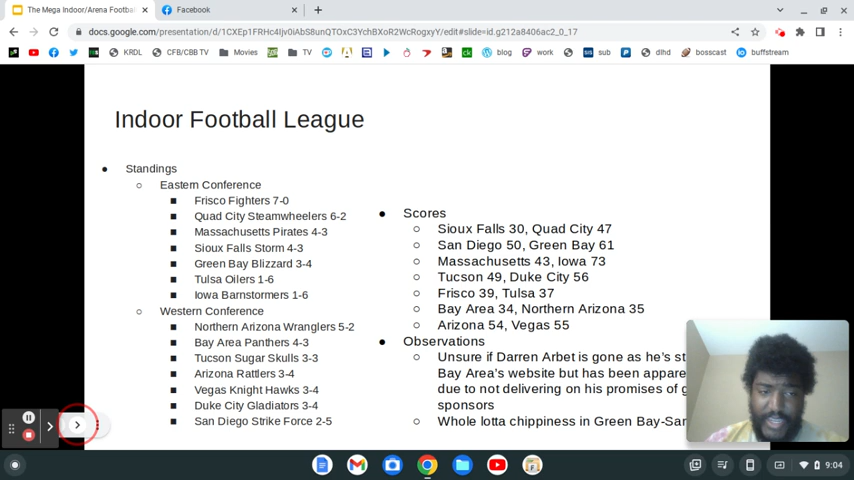 The Mega Indoor/Arena Footbal
Facebook
docs.google.com/presentation/d/1CXEp1FRHc4Ijv0iAbS8unQTOxC3YchBXoR2WcRogxyY/edit#slide=id.g212a8406ac2_0_17
KRDL
CFB/CBB TV
Movies
TV
blog
work
sub
dlhd
bosscast
buffstream
Indoor Football League
Standings
Eastern Conference
Frisco Fighters 7-0
Quad City Steamwheelers 6-2
Massachusetts Pirates 4-3
Sioux Falls Storm 4-3
Green Bay Blizzard 3-4
Tulsa Oilers 1-6
Iowa Barnstormers 1-6
Western Conference
Northern Arizona Wranglers 5-2
Bay Area Panthers 4-3
Tucson Sugar Skulls 3-3
Arizona Rattlers 3-4
Vegas Knight Hawks 3-4
Duke City Gladiators 3-4
San Diego Strike Force 2-5
Scores
Sioux Falls 30, Quad City 47
San Diego 50, Green Bay 61
Massachusetts 43, Iowa 73
Tucson 49, Duke City 56
Frisco 39, Tulsa 37
Bay Area 34, Northern Arizona 35
Arizona 54, Vegas 55
Observations
Unsure if Darren Arbet is gone as he's st
Bay Area's website but has been appare
due to not delivering on his promises of g
sponsors
Whole lotta chippiness in Green Bay-San
9:04